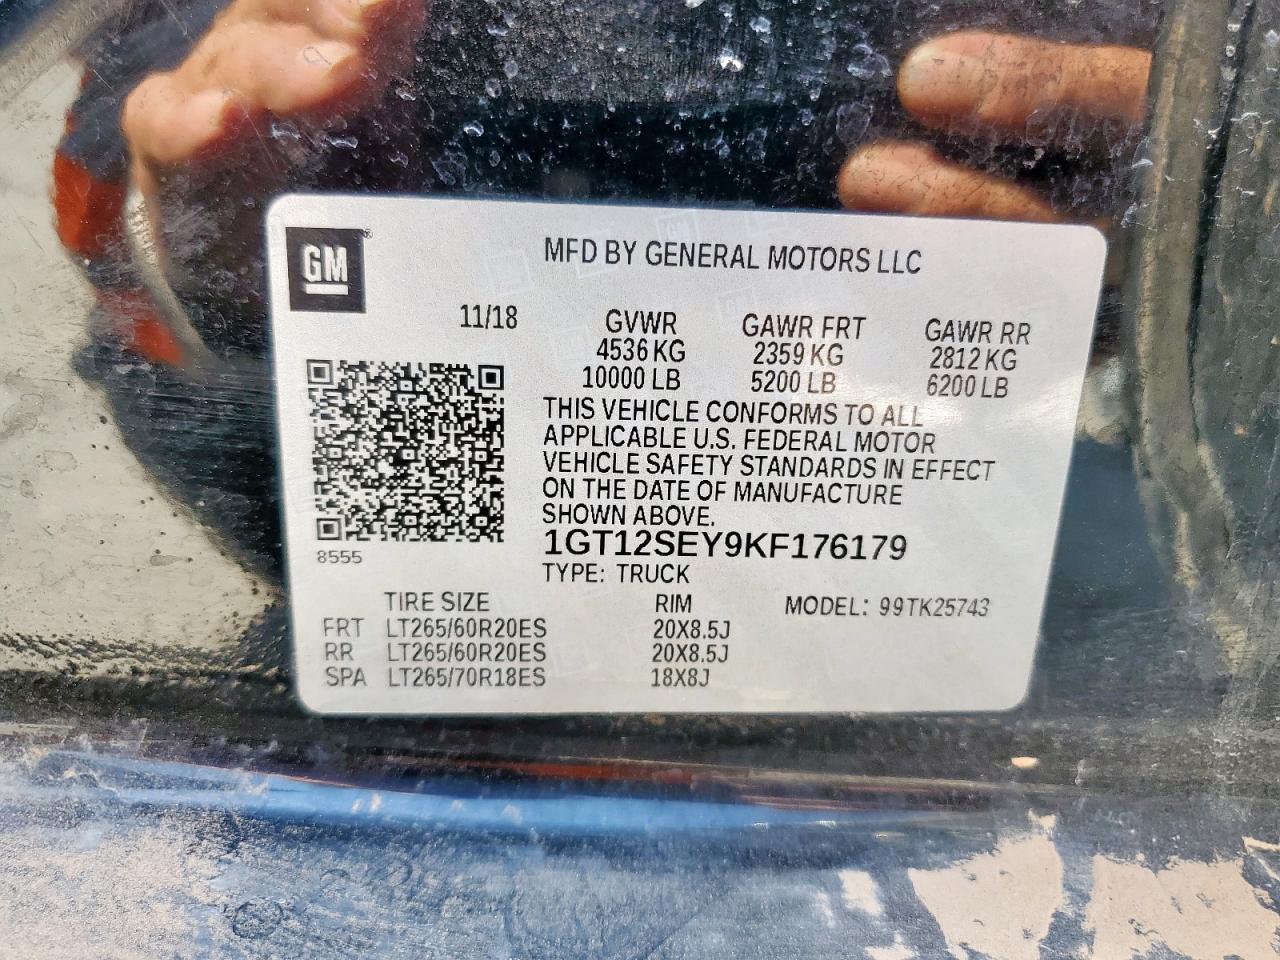 GM®
MFD BY GENERAL MOTORS LLC
11/18 GVWR GAWR FRT GAWR RR
4536 KG 2359 KG 2812 KG
10000 LB 5200 LB 6200 LB
THIS VEHICLE CONFORMS TO ALL
APPLICABLE U.S. FEDERAL MOTOR
VEHICLE SAFETY STANDARDS IN EFFECT
ON THE DATE OF MANUFACTURE
SHOWN ABOVE.
1GT12SEY9KF176179
8555
TYPE: TRUCK
TIRE SIZE RIM MODEL: 99TK25743
FRT LT265/60R20ES 20X8.5J
RR LT265/60R20ES 20X8.5J
SPA LT265/70R18ES 18X8J